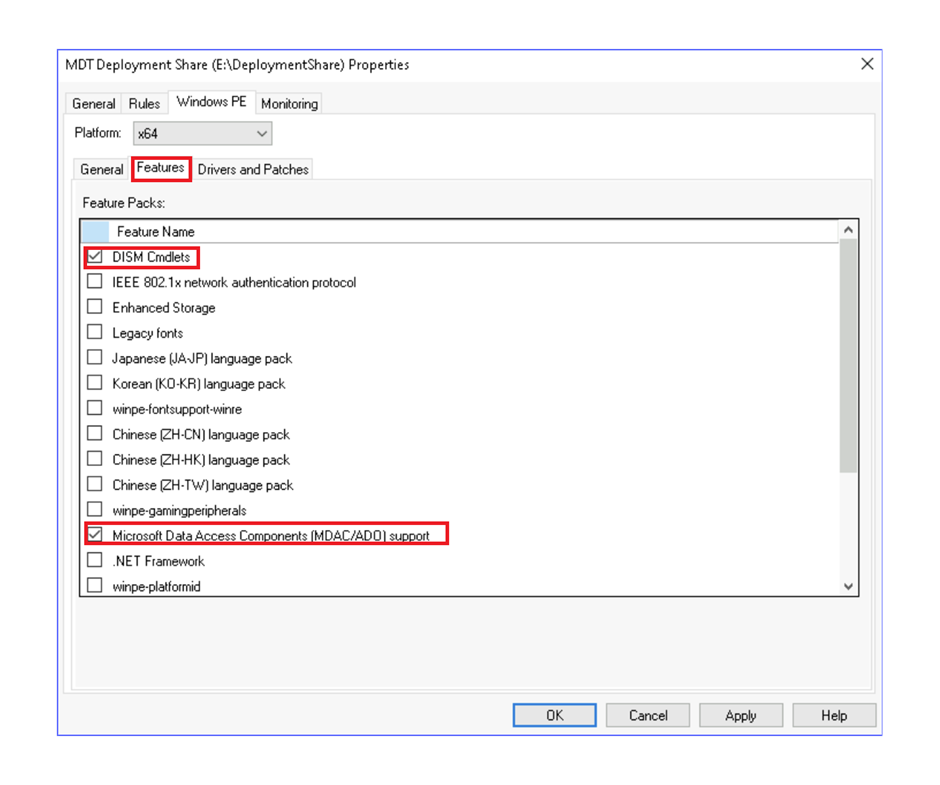 MDT Deployment Share (E:\DeploymentShare) Properties
General Rules Windows PE Monitoring
Platform: x64
General Features Drivers and Patches
Feature Packs:
Feature Name
DISM Cmdlets
IEEE 802.1x network authentication protocol
Enhanced Storage
Legacy fonts
Japanese (JA-JP) language pack
Korean (KO-KR) language pack
winpe-fontsupport-winre
Chinese (ZH-CN) language pack
Chinese (ZH-HK) language pack
Chinese (ZH-TW) language pack
winpe-gamingperipherals
Microsoft Data Access Components (MDAC/ADO) support
.NET Framework
winpe-platformid
OK Cancel Apply Help